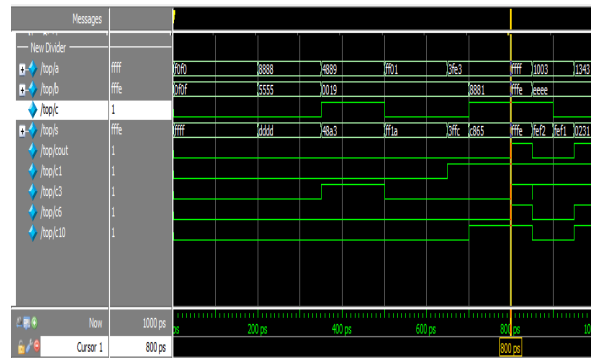 Messages
New Divider
/top/a ffff f0f0 8888 4889 ff01 3fe3 ffff 1003 1343
/top/b fffe 0f0f 5555 0019 8881 fffe eeee
/top/c 1
/top/s fffe ffff dddd 48a3 ff1a 3ffc c865 fffe fef2 fef1 0231
/top/cout 1
/top/c1 1
/top/c3 1
/top/c6 1
/top/c10 1
Now 1000 ps ps 200 ps 400 ps 600 ps 800 ps 10
Cursor 1 800 ps 800 ps